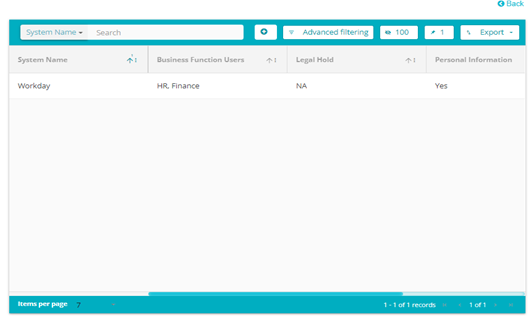 Back
System Name Search Advanced filtering 100 1 Export
System Name Business Function Users Legal Hold Personal Information
Workday HR, Finance NA Yes
Items per page 7 1 - 1 of 1 records 1 of 1